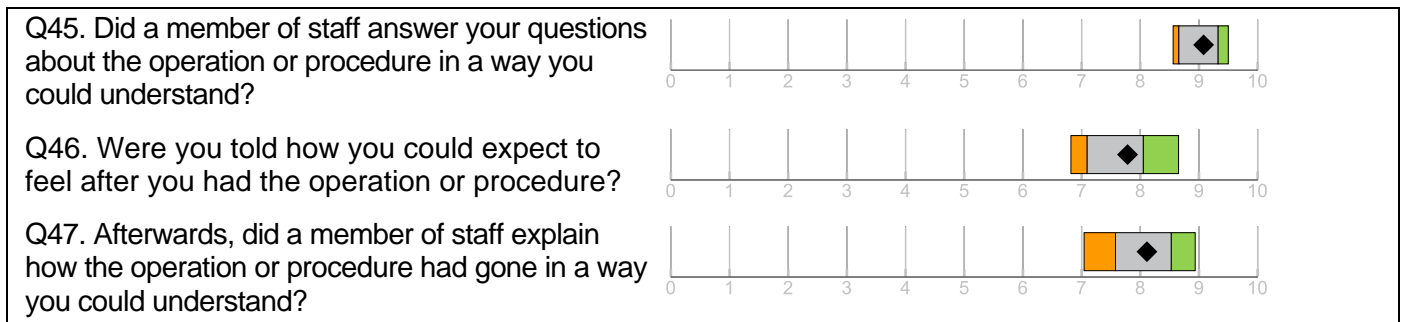 Q45. Did a member of staff answer your questions
about the operation or procedure in a way you
could understand?
0 1 2 3 4 5 6 7 8 9 10
Q46. Were you told how you could expect to
feel after you had the operation or procedure?
0 1 2 3 4 5 6 7 8 9 10
Q47. Afterwards, did a member of staff explain
how the operation or procedure had gone in a way
you could understand?
0 1 2 3 4 5 6 7 8 9 10